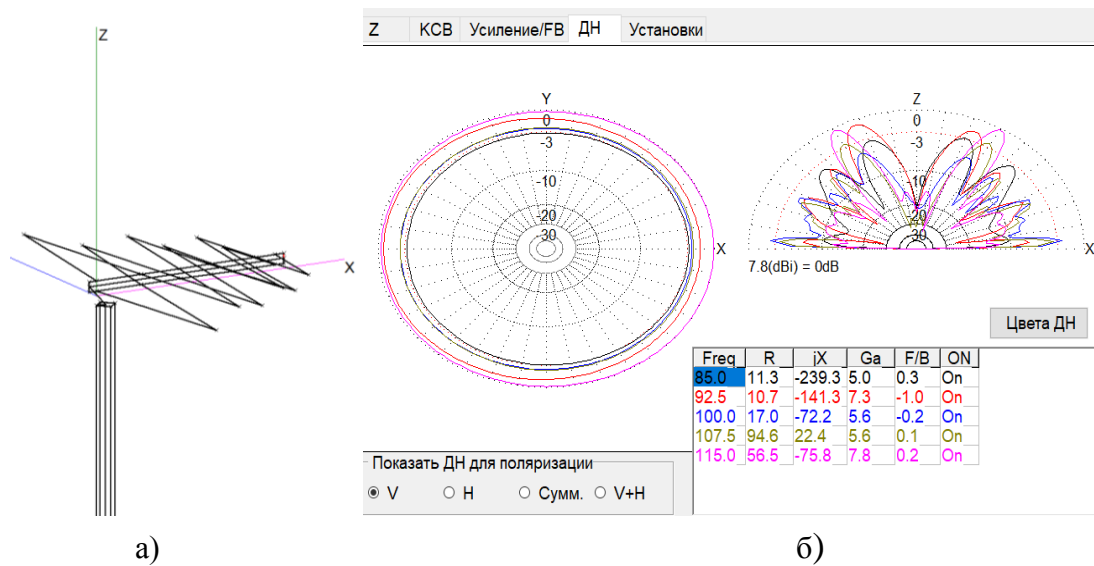 Z
X
Z КСВ Усиление/FB ДН Установки
Y
0
-3
-10
-20
-30
X
Z
0
-3
-10
-20
-30
X
7.8(dBi) = 0dB
Цвета ДН
Freq R jX Ga F/B ON
85.0 11.3 -239.3 5.0 0.3 On
92.5 10.7 -141.3 7.3 -1.0 On
100.0 17.0 -72.2 5.6 -0.2 On
107.5 94.6 22.4 5.6 0.1 On
115.0 56.5 -75.8 7.8 0.2 On
Показать ДН для поляризации
V H Сумм. V+H
а) б)